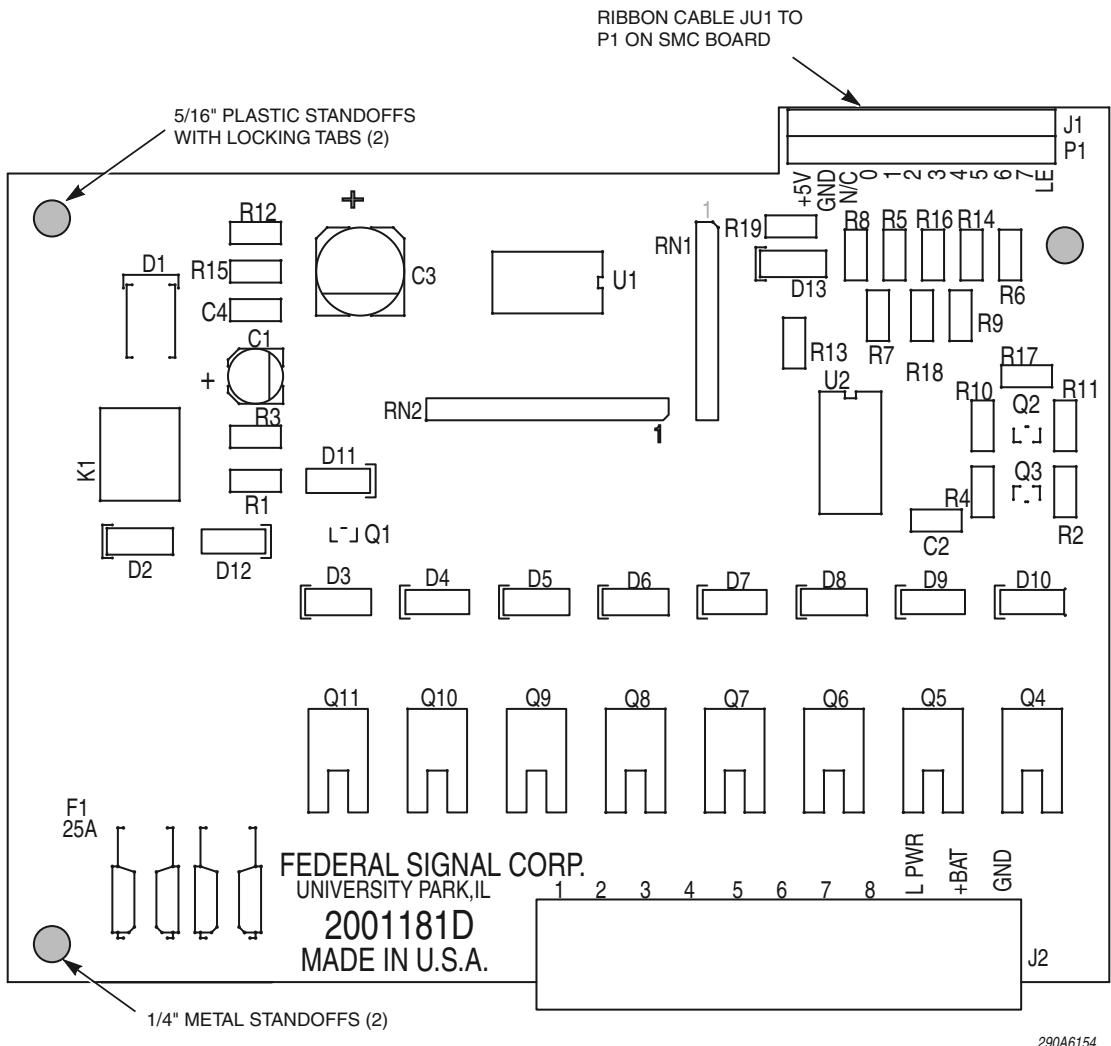 RIBBON CABLE JU1 TO
P1 ON SMC BOARD
5/16" PLASTIC STANDOFFS
WITH LOCKING TABS (2)
J1
P1
+5V
GND
N/C
0
1
2
3
4
5
6
7
LE
+
1
R12
R19
R8
R5
R16
R14
RN1
D1
R15
C3
U1
D13
R6
C4
R9
C1
R13
R7
R17
+
U2
R18
R10
R11
RN2
Q2
R3
1
K1
D11
Q3
R1
R4
Q1
C2
R2
D2
D12
D3
D4
D5
D6
D7
D8
D9
D10
Q11
Q10
Q9
Q8
Q7
Q6
Q5
Q4
F1
25A
L PWR
+BAT
GND
FEDERAL SIGNAL CORP.
UNIVERSITY PARK,IL
1
2
3
4
5
6
7
8
2001181D
MADE IN U.S.A.
J2
1/4" METAL STANDOFFS (2)
290A6154